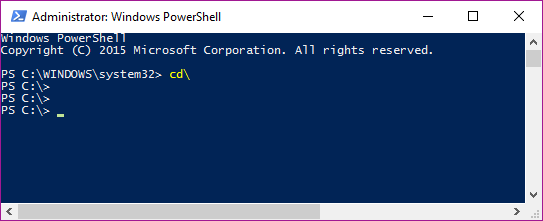 Administrator: Windows PowerShell
Windows PowerShell
Copyright (C) 2015 Microsoft Corporation. All rights reserved.
PS C:\WINDOWS\system32> cd\
PS C:\>
PS C:\>
PS C:\>